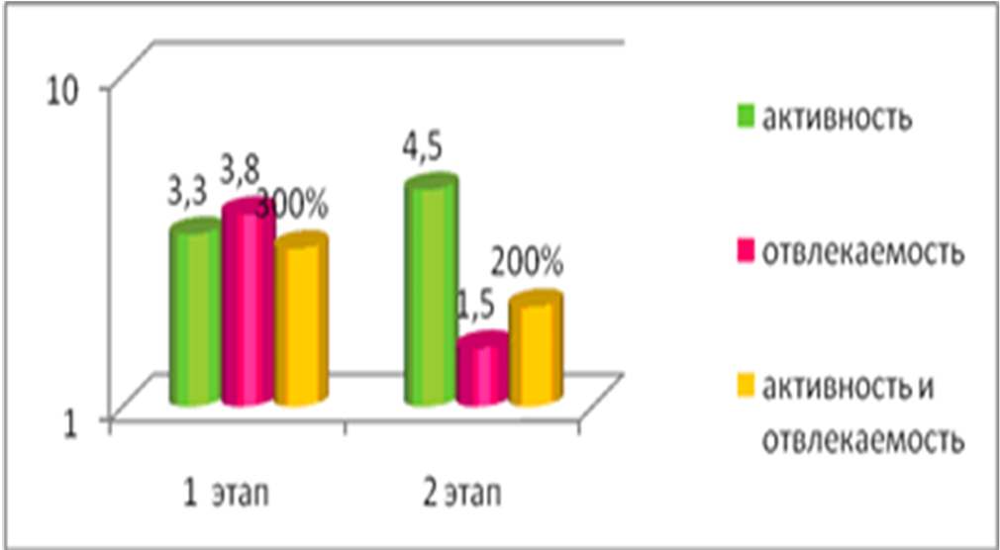 10
1
3,3
3,8
300%
4,5
1,5
200%
1 этап
2 этап
активность
отвлекаемость
активность и
отвлекаемость